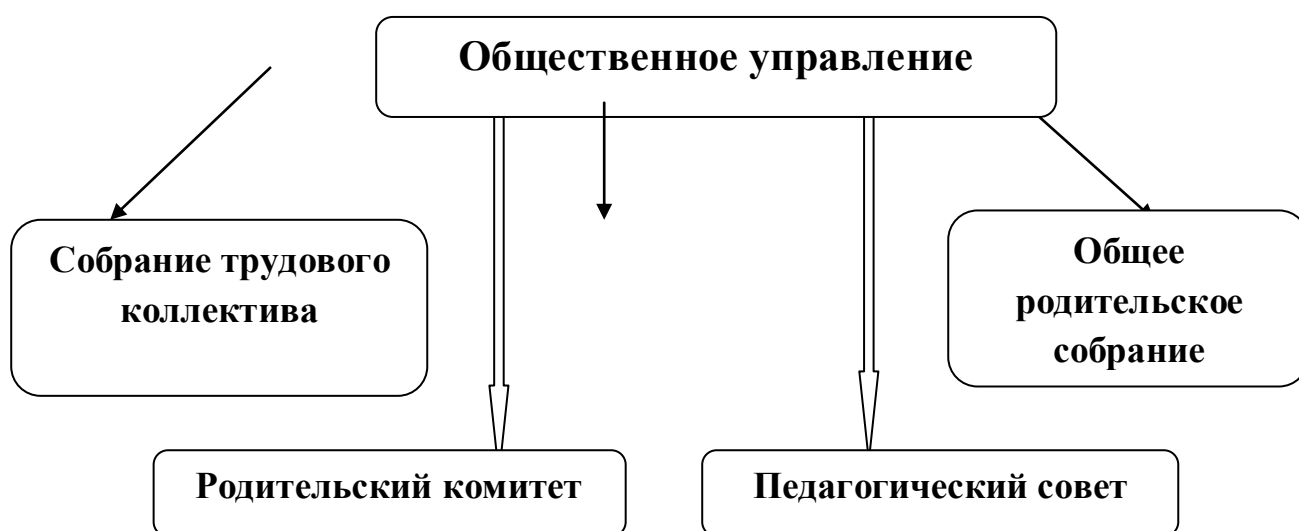 Общественное управление
Собрание трудового
коллектива
Общее
родительское
собрание
Родительский комитет
Педагогический совет